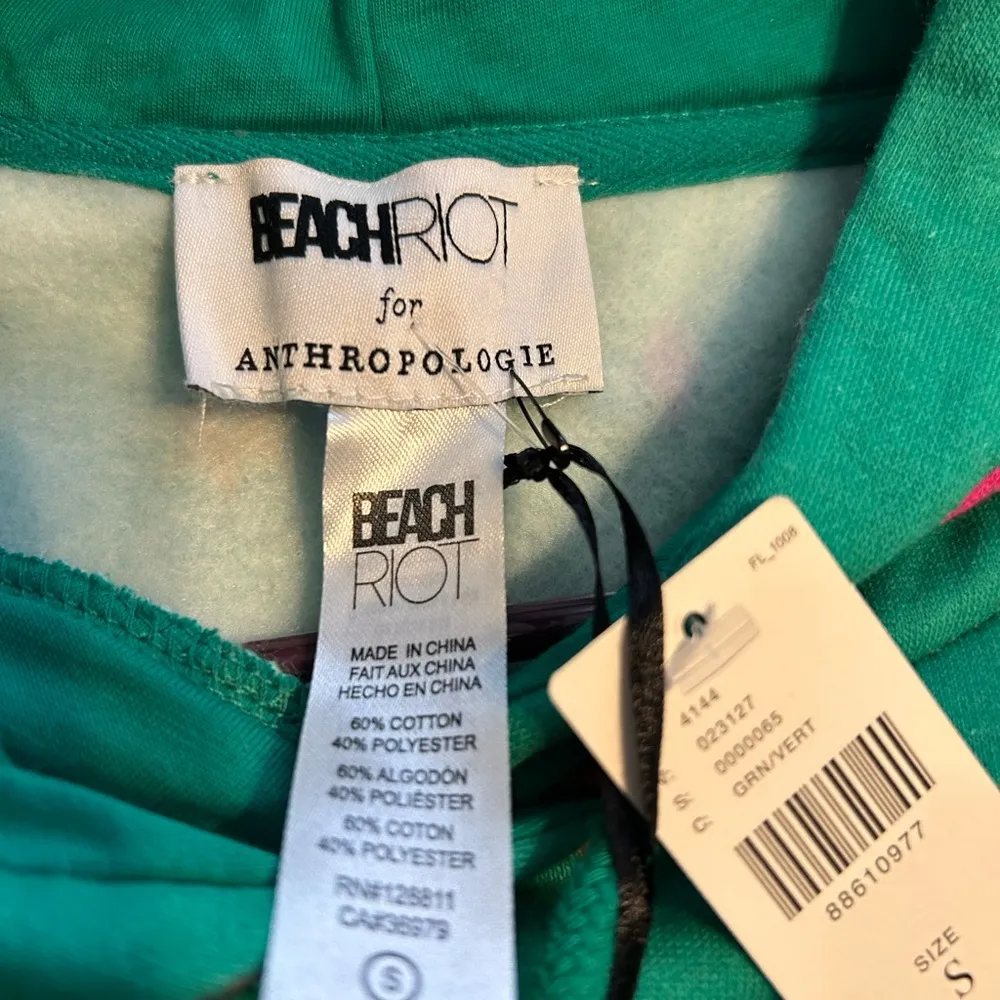 BEACHRIOT
for
ANTHROPOLOGIE
BEACH
RIOT
MADE IN CHINA
FAIT AUX CHINA
HECHO EN CHINA
60% COTTON
40% POLYESTER
60% ALGODÓN
40% POLIÉSTER
60% COTON
40% POLYESTER
RN#128811
CA#36979
S
FL_1008
4144
023127
S: 0000065
C: GRN/VERT
88610977
SIZE
S